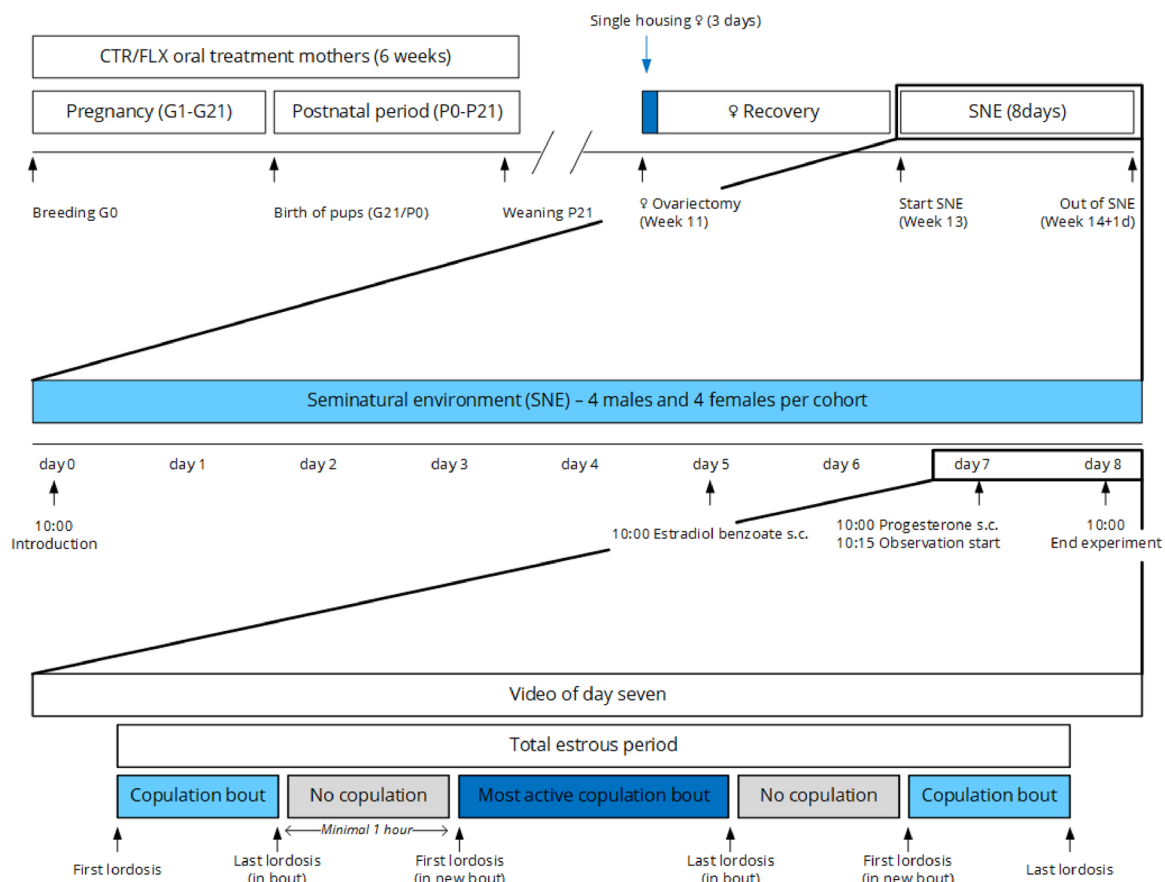 Single housing ♀ (3 days)
CTR/FLX oral treatment mothers (6 weeks)
Pregnancy (G1-G21)
Postnatal period (P0-P21)
♀ Recovery
SNE (8days)
Breeding G0
Birth of pups (G21/P0)
Weaning P21
♀ Ovariectomy
(Week 11)
Start SNE
(Week 13)
Out of SNE
(Week 14+1d)
Seminatural environment (SNE) – 4 males and 4 females per cohort
day 0
day 1
day 2
day 3
day 4
day 5
day 6
day 7
day 8
10:00
Introduction
10:00 Estradiol benzoate s.c.
10:00 Progesterone s.c.
10:15 Observation start
10:00
End experiment
Video of day seven
Total estrous period
Copulation bout
No copulation
Most active copulation bout
No copulation
Copulation bout
Minimal 1 hour
First lordosis
Last lordosis
(in bout)
First lordosis
(in new bout)
Last lordosis
(in bout)
First lordosis
(in new bout)
Last lordosis